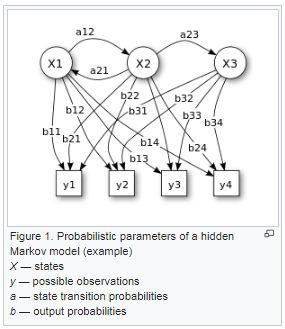 a12
a23
X1
X2
X3
a21
b12
b22
b31
b32
b33
b34
b11
b21
b14
b13
b24
y1
y2
y3
y4
Figure 1. Probabilistic parameters of a hidden
Markov model (example)
X — states
y — possible observations
a — state transition probabilities
b — output probabilities